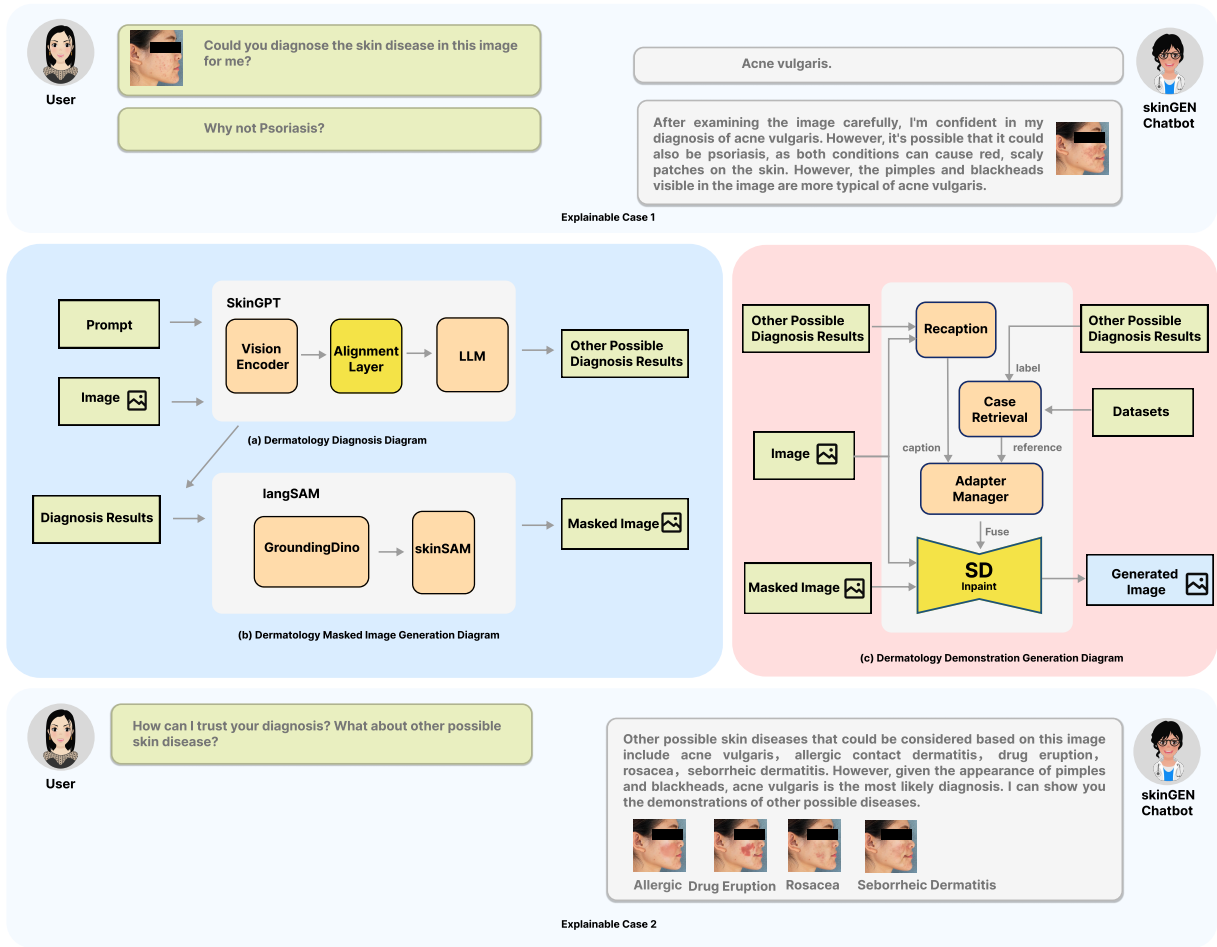 Could you diagnose the skin disease in this image
for me?
User
Acne vulgaris.
skinGEN
Chatbot
Why not Psoriasis?
After examining the image carefully, I'm confident in my
diagnosis of acne vulgaris. However, it's possible that it could
also be psoriasis, as both conditions can cause red, scaly
patches on the skin. However, the pimples and blackheads
visible in the image are more typical of acne vulgaris.
Explainable Case 1
Prompt
Image
SkinGPT
Vision
Encoder
Alignment
Layer
LLM
Other Possible
Diagnosis Results
(a) Dermatology Diagnosis Diagram
Diagnosis Results
langSAM
GroundingDino
skinSAM
Masked Image
(b) Dermatology Masked Image Generation Diagram
Other Possible
Diagnosis Results
Recaption
Other Possible
Diagnosis Results
label
Case
Retrieval
Datasets
Image
caption
reference
Adapter
Manager
Fuse
SD
Inpaint
Masked Image
Generated
Image
(c) Dermatology Demonstration Generation Diagram
User
How can I trust your diagnosis? What about other possible
skin disease?
Other possible skin diseases that could be considered based on this image
include acne vulgaris, allergic contact dermatitis, drug eruption,
rosacea, seborrheic dermatitis. However, given the appearance of pimples
and blackheads, acne vulgaris is the most likely diagnosis. I can show you
the demonstrations of other possible diseases.
skinGEN
Chatbot
Allergic
Drug Eruption
Rosacea
Seborrheic Dermatitis
Explainable Case 2